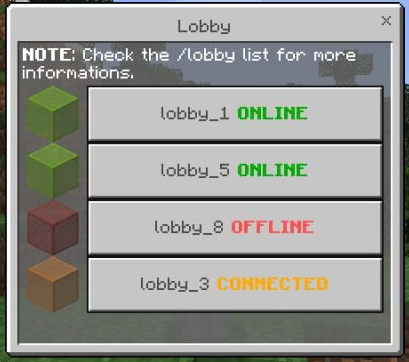 Lobby
NOTE: Check the /lobby list for more
informations.
lobby_1 ONLINE
lobby_5 ONLINE
lobby_8 OFFLINE
lobby_3 CONNECTED